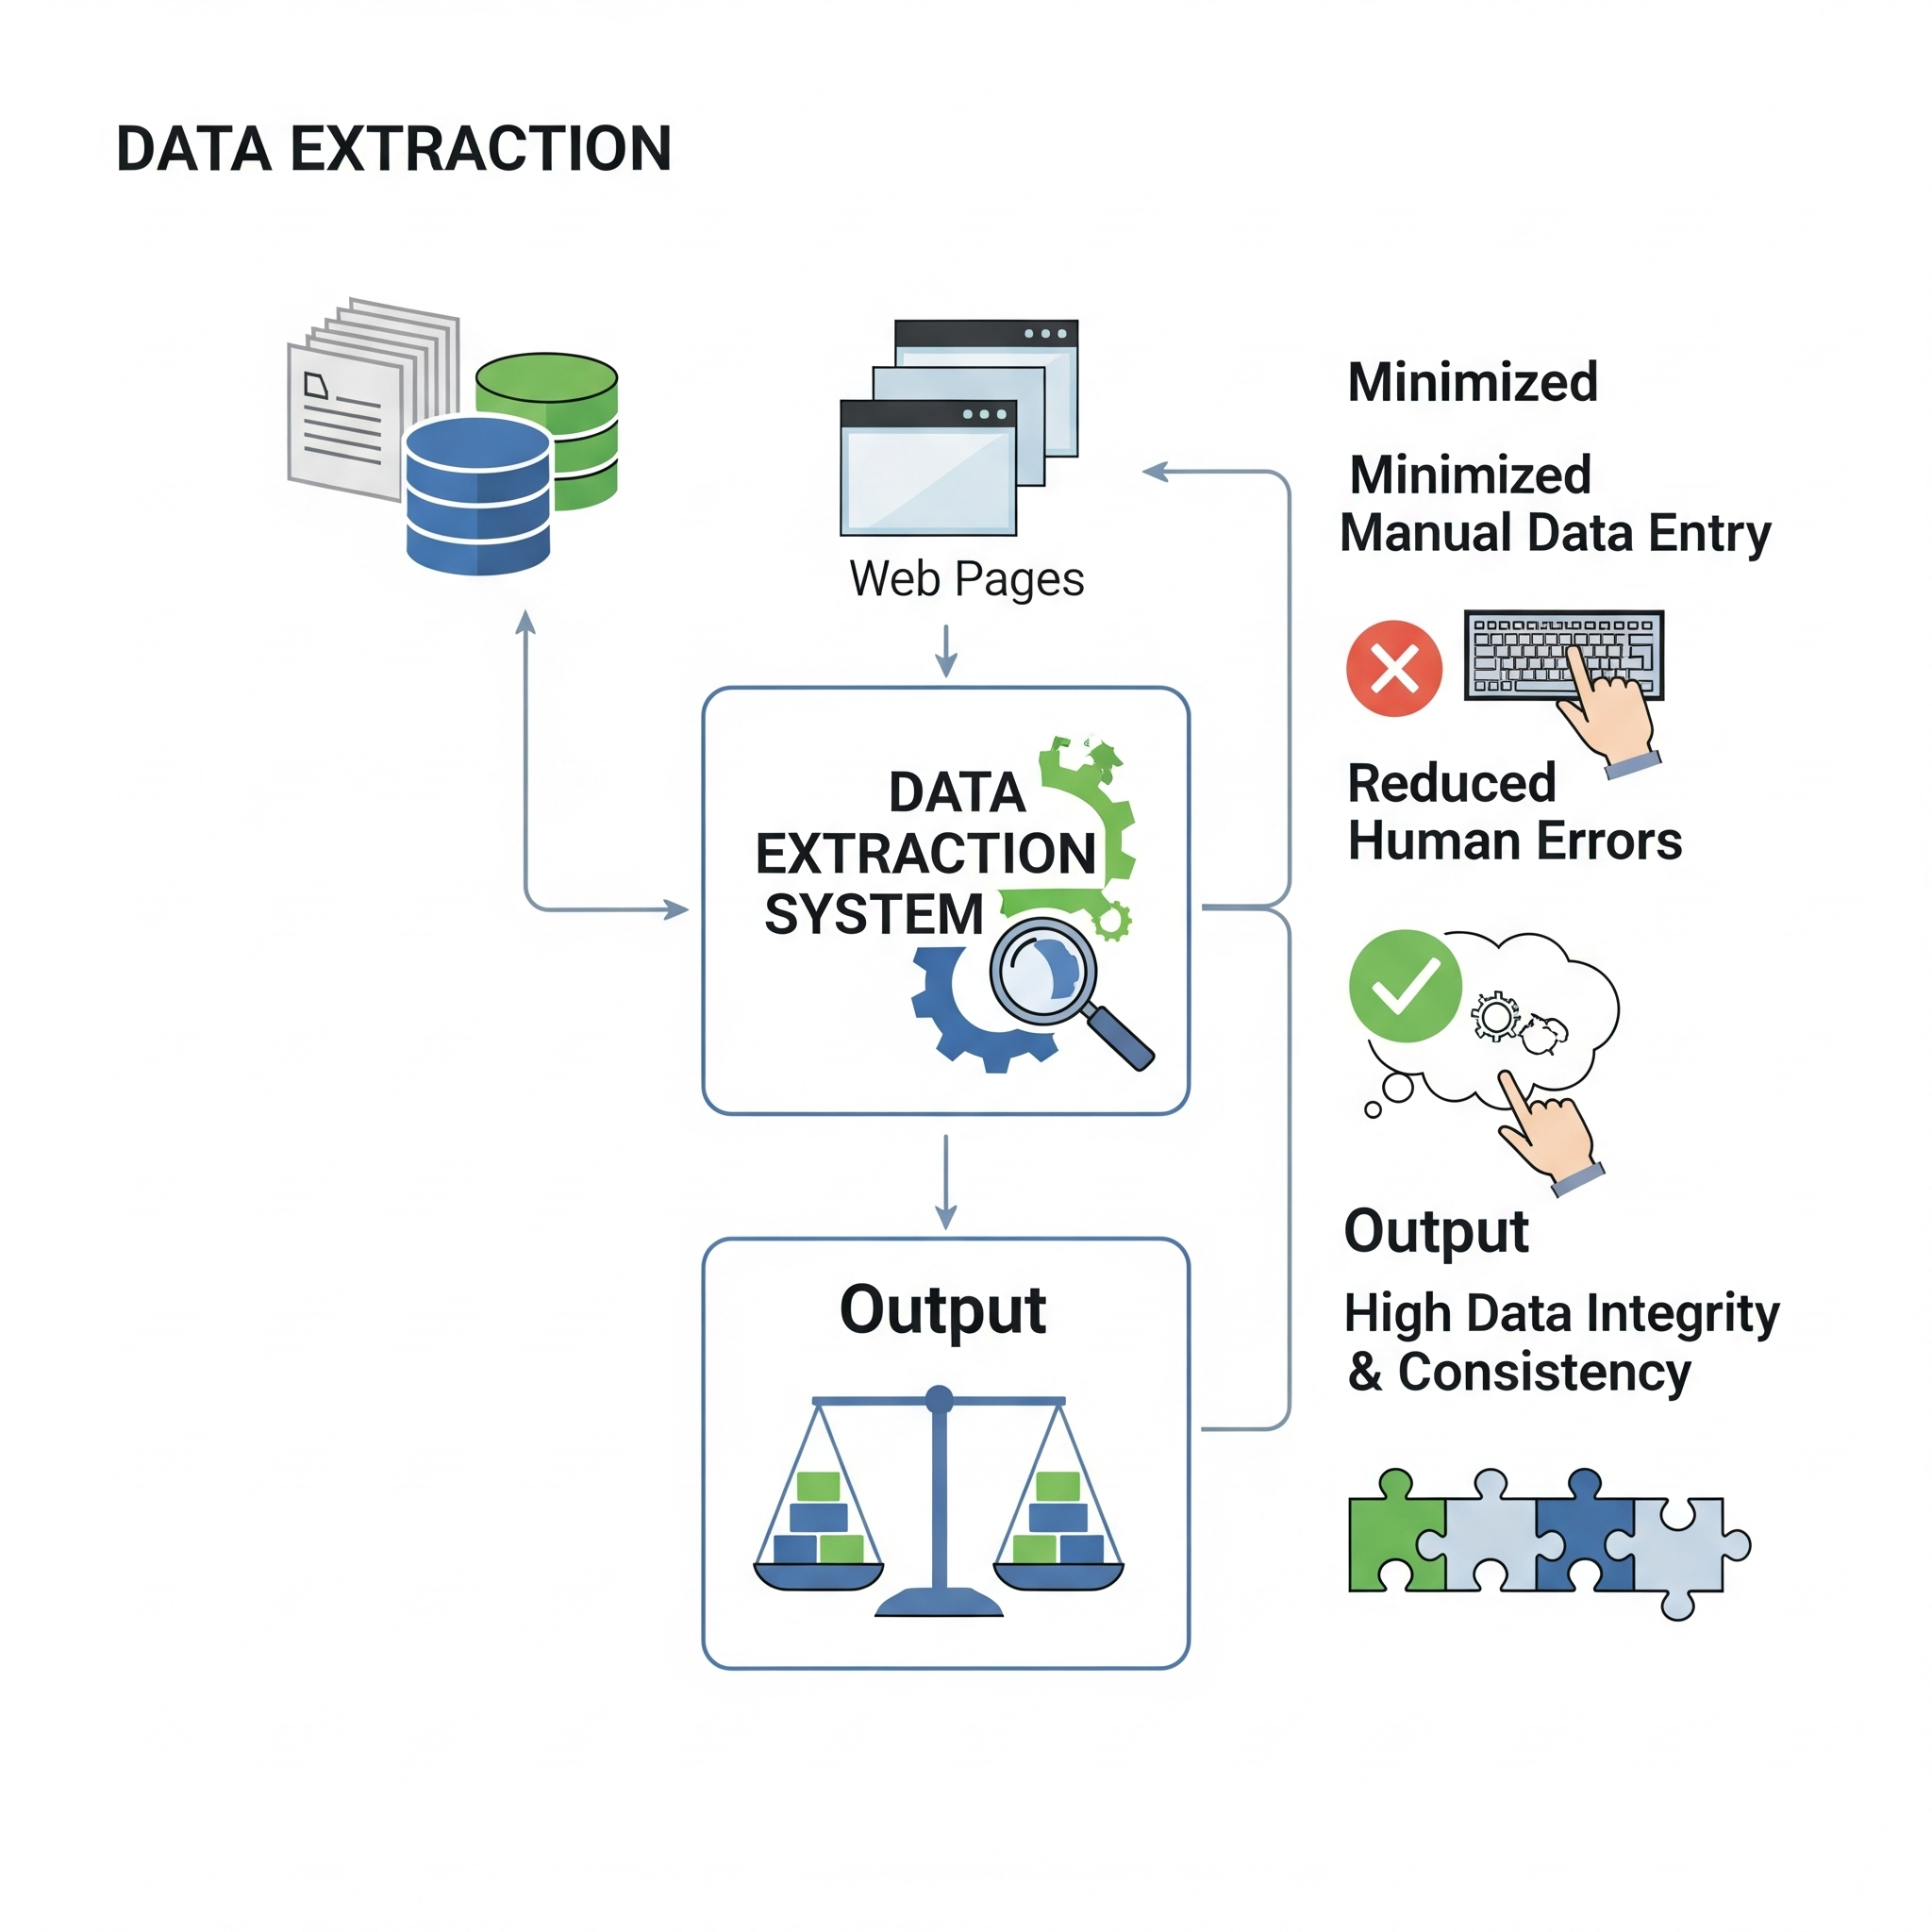 DATA EXTRACTION
Web Pages
DATA
EXTRACTION
SYSTEM
Output
Minimized
Minimized
Manual Data Entry
Reduced
Human Errors
Output
High Data Integrity
& Consistency